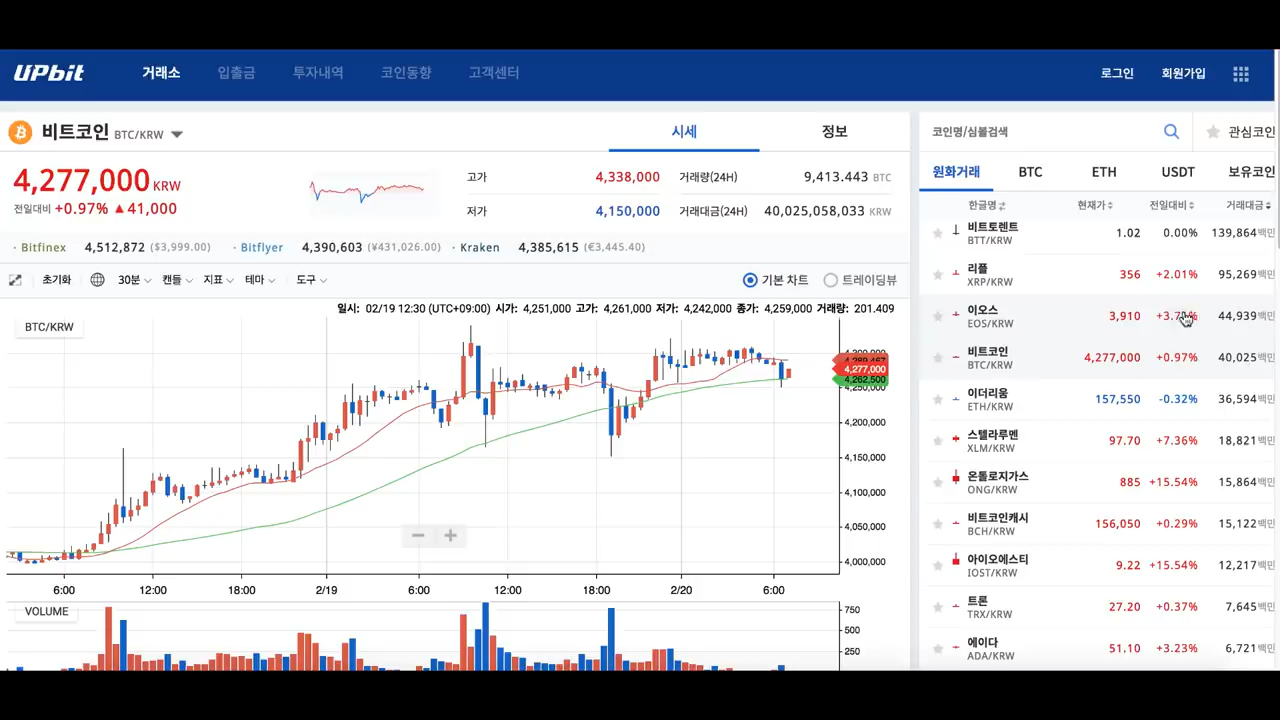 UPbit 거래소 입출금 투자내역 코인동향 고객센터 로그인 회원가입
비트코인 BTC/KRW 시세 정보
4,277,000 KRW
전일대비 +0.97% ▲ 41,000
고가 4,338,000 거래량(24H) 9,413.443 BTC
저가 4,150,000 거래대금(24H) 40,025,058,033 KRW
· Bitfinex 4,512,872 ($3,999.00) · Bitflyer 4,390,603 (¥431,026.00) · Kraken 4,385,615 (€3,445.40)
초기화 30분 캔들 지표 테마 도구 기본 차트 트레이딩뷰
일시: 02/19 12:30 (UTC+09:00) 시가: 4,251,000 고가: 4,261,000 저가: 4,242,000 종가: 4,259,000 거래량: 201.409
BTC/KRW
4,277,000
4,262,500
4,200,000
4,150,000
4,100,000
4,050,000
4,000,000
6:00 12:00 18:00 2/19 6:00 12:00 18:00 2/20 6:00
VOLUME
750
500
250
코인명/심볼검색 관심코인
원화거래 BTC ETH USDT 보유코인
한글명 현재가 전일대비 거래대금
비트토렌트 1.02 0.00% 139,864백만
BTT/KRW
리플 356 +2.01% 95,269백만
XRP/KRW
이오스 3,910 44,939백만
EOS/KRW
비트코인 4,277,000 +0.97% 40,025백만
BTC/KRW
이더리움 157,550 -0.32% 36,594백만
ETH/KRW
스텔라루멘 97.70 +7.36% 18,821백만
XLM/KRW
온톨로지가스 885 +15.54% 15,864백만
ONG/KRW
비트코인캐시 156,050 +0.29% 15,122백만
BCH/KRW
아이오에스티 9.22 +15.54% 12,217백만
IOST/KRW
트론 27.20 +0.37% 7,645백만
TRX/KRW
에이다 51.10 +3.23% 6,721백만
ADA/KRW